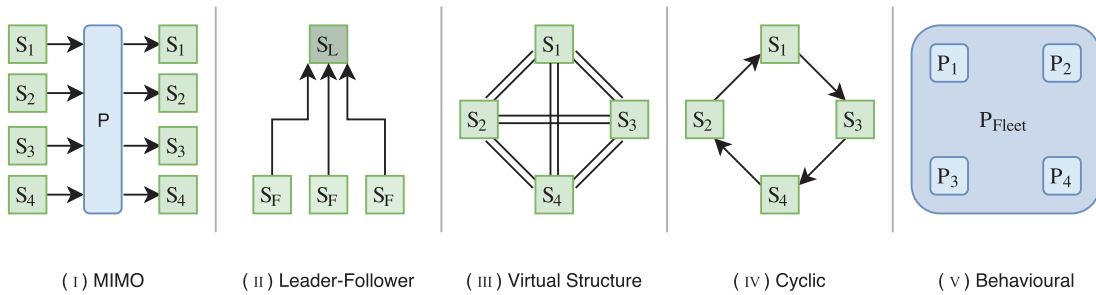 S1 S1
S2 S2
P
S3 S3
S4 S4
( I ) MIMO
SL
SF SF SF
( II ) Leader-Follower
S1
S2 S3
S4
( III ) Virtual Structure
S1
S2 S3
S4
( IV ) Cyclic
P1 P2
PFleet
P3 P4
( V ) Behavioural